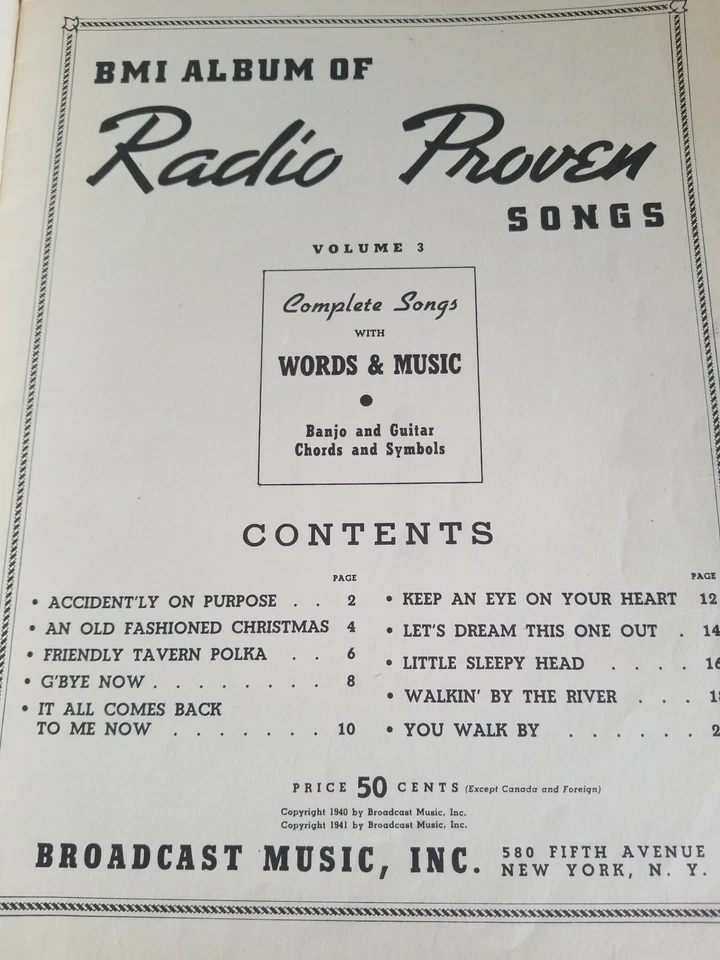 BMI ALBUM OF
Radio Proven
SONGS
VOLUME 3
Complete Songs
WITH
WORDS & MUSIC
Banjo and Guitar
Chords and Symbols
CONTENTS
PAGE
• ACCIDENT'LY ON PURPOSE . . 2
• AN OLD FASHIONED CHRISTMAS 4
• FRIENDLY TAVERN POLKA . . 6
• G'BYE NOW . . . . . . . . 8
• IT ALL COMES BACK
TO ME NOW . . . . . . . 10
PAGE
• KEEP AN EYE ON YOUR HEART 12
• LET'S DREAM THIS ONE OUT . 14
• LITTLE SLEEPY HEAD . . . . 16
• WALKIN' BY THE RIVER . . .
• YOU WALK BY . . . . . .
PRICE 50 CENTS (Except Canada and Foreign)
Copyright 1940 by Broadcast Music, Inc.
Copyright 1941 by Broadcast Music, Inc.
BROADCAST MUSIC, INC.
580 FIFTH AVENUE
NEW YORK, N. Y.